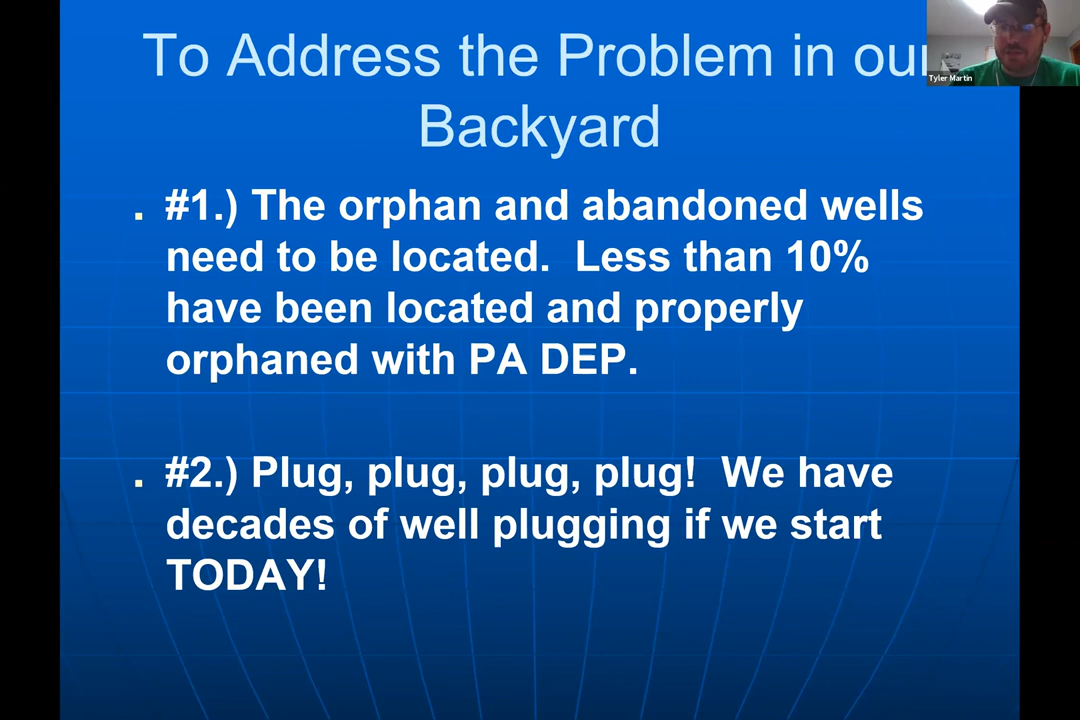 To Address the Problem in our
Backyard
Tyler Martin
. #1.) The orphan and abandoned wells
need to be located.  Less than 10%
have been located and properly
orphaned with PA DEP.
. #2.) Plug, plug, plug, plug!  We have
decades of well plugging if we start
TODAY!